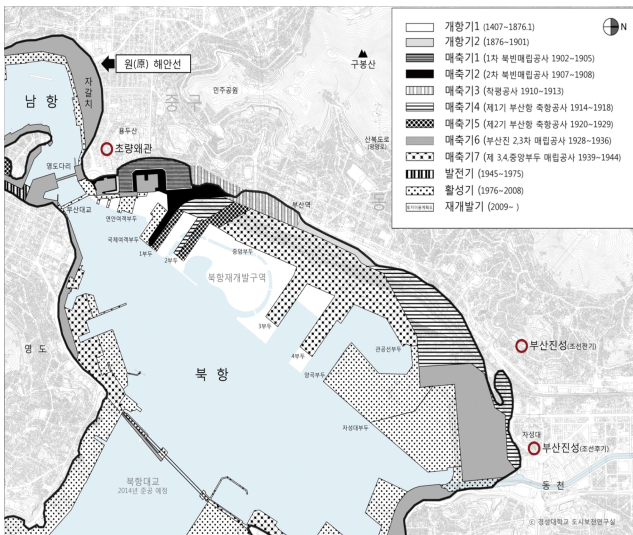 개항기1 (1407~1876.1)
개항기2 (1876~1901)
매축기1 (1차 북빈매립공사 1902~1905)
매축기2 (2차 북빈매립공사 1907~1908)
매축기3 (착평공사 1910~1913)
매축기4 (제1기 부산항 축항공사 1914~1918)
매축기5 (제2기 부산항 축항공사 1920~1929)
매축기6 (부산진 2,3차 매립공사 1928~1936)
매축기7 (제 3,4,중앙부두 매립공사 1939~1944)
발전기 (1945~1975)
활성기 (1976~2008)
재개발기 (2009~ )
N
원(原) 해안선
구봉산
자갈치
남 항
중 구
민주공원
용두산
초량왜관
산복도로
(망양로)
동
영도다리
부산대교
부산역
연안여객부두
국제여객부두
1부두
2부두
중앙부두
북항재개발구역
3부두
4부두
관공선부두
양곡부두
영 도
북 항
부산진성(조선전기)
자성대부두
자성대
부산진성(조선후기)
북항대교
2014년 준공 예정
동 천
ⓒ 경성대학교 도시보전연구실